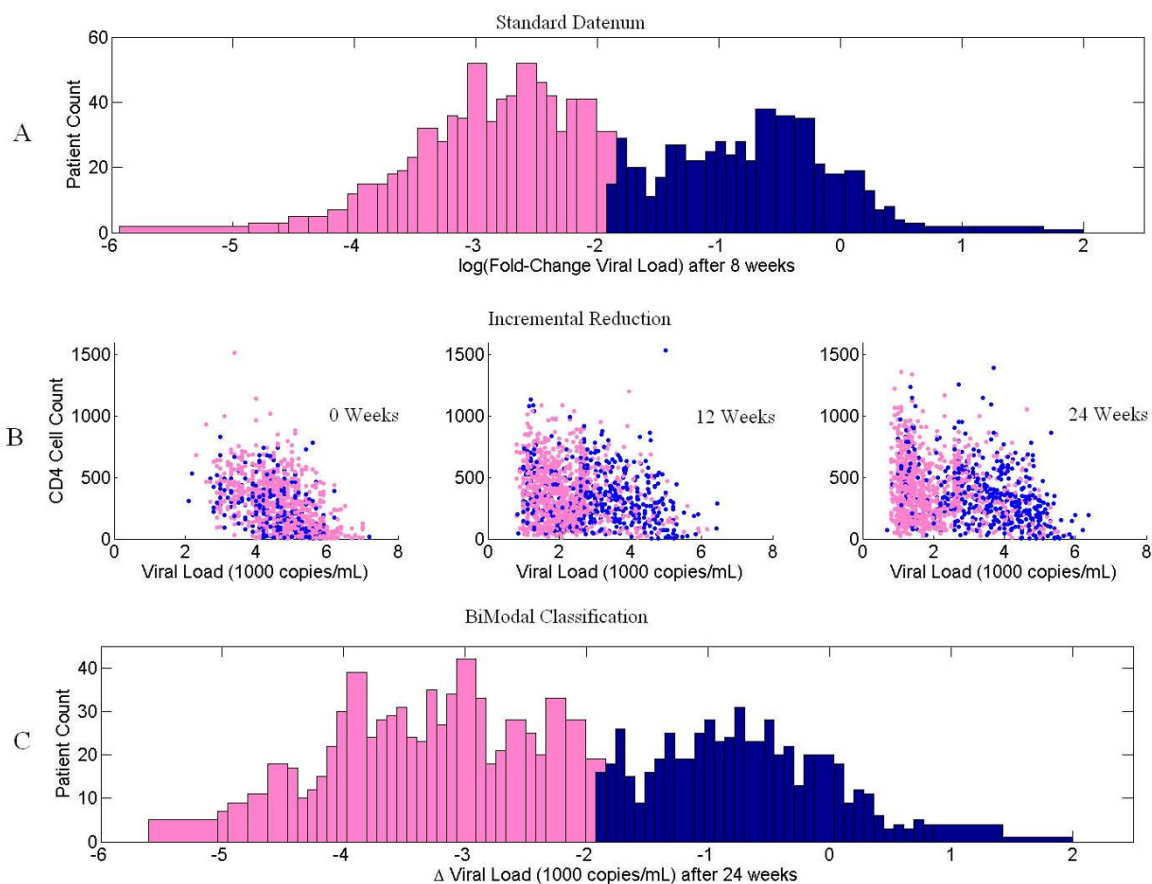 Standard Datenum
A
Patient Count
60
40
20
0
-6 -5 -4 -3 -2 -1 0 1 2
log(Fold-Change Viral Load) after 8 weeks
Incremental Reduction
B
CD4 Cell Count
1500
1000
500
0
0 2 4 6 8
0 Weeks
Viral Load (1000 copies/mL)
1500
1000
500
0
0 2 4 6 8
12 Weeks
Viral Load (1000 copies/mL)
1500
1000
500
0
0 2 4 6 8
24 Weeks
Viral Load (1000 copies/mL)
BiModal Classification
C
Patient Count
40
30
20
10
0
-6 -5 -4 -3 -2 -1 0 1 2
Δ Viral Load (1000 copies/mL) after 24 weeks